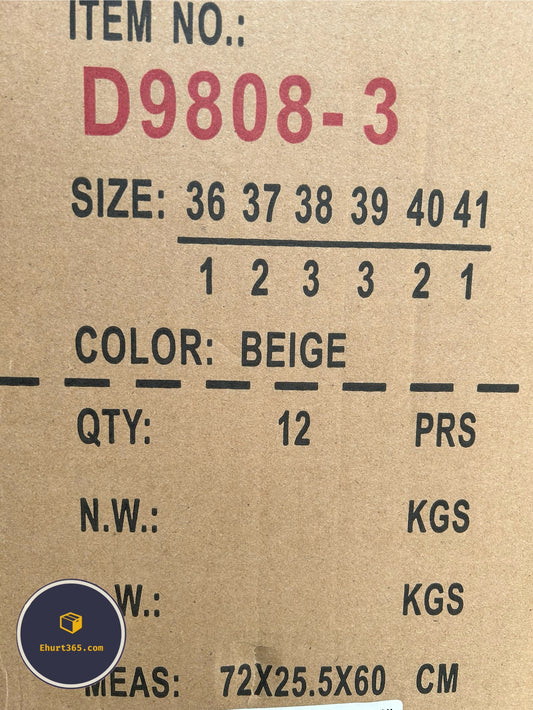 ITEM NO.:
D9808-3
SIZE: 36 37 38 39 40 41
1 2 3 3 2 1
COLOR: BEIGE
QTY: 12 PRS
N.W.: KGS
W.: KGS
MEAS: 72X25.5X60 CM
Ehurt365.com